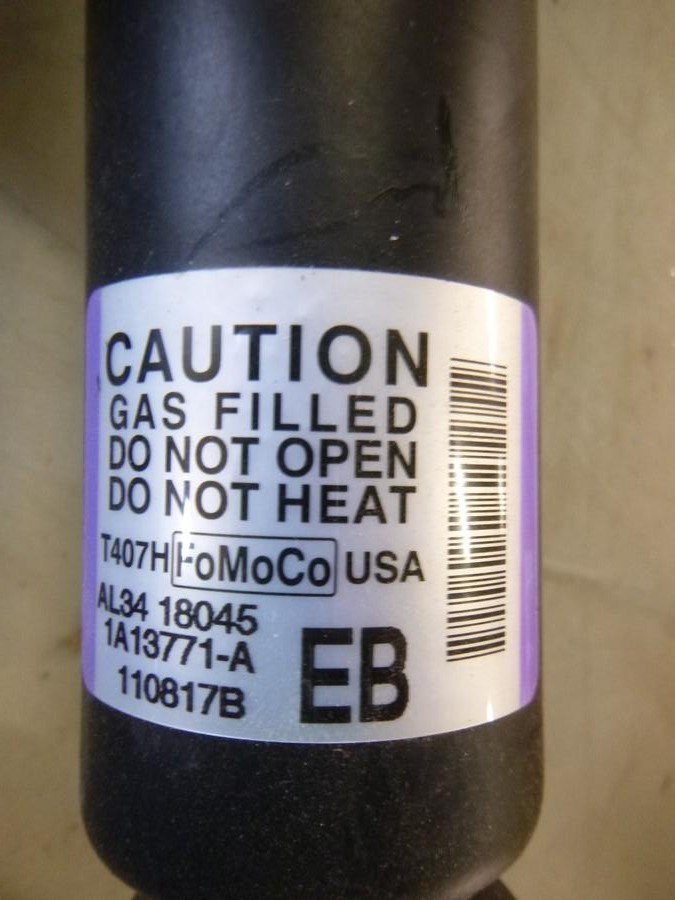 CAUTION
GAS FILLED
DO NOT OPEN
DO NOT HEAT
T407H FoMoCo USA
AL34 18045
1A13771-A
110817B
EB